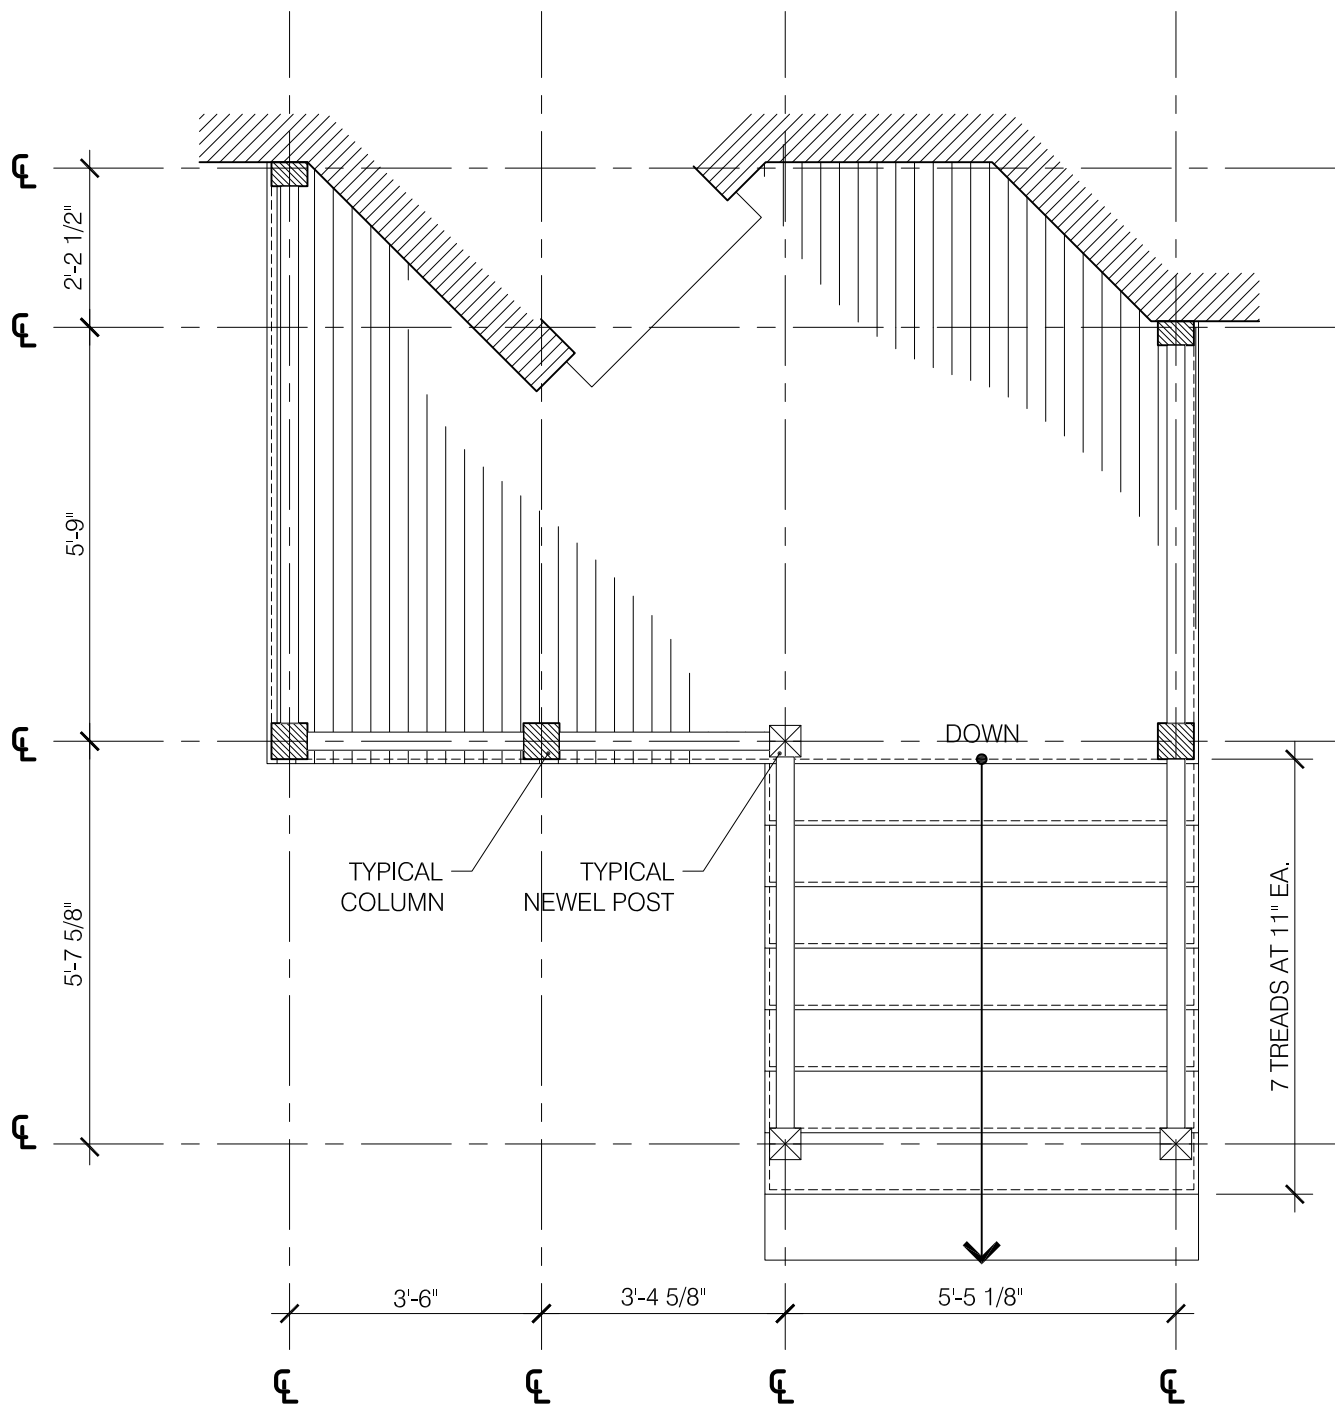 ℄
2'-2 1/2"
℄
5'-9"
℄
DOWN
TYPICAL
COLUMN
TYPICAL
NEWEL POST
5'-7 5/8"
7 TREADS AT 11" EA.
℄
3'-6"
3'-4 5/8"
5'-5 1/8"
℄
℄
℄
℄